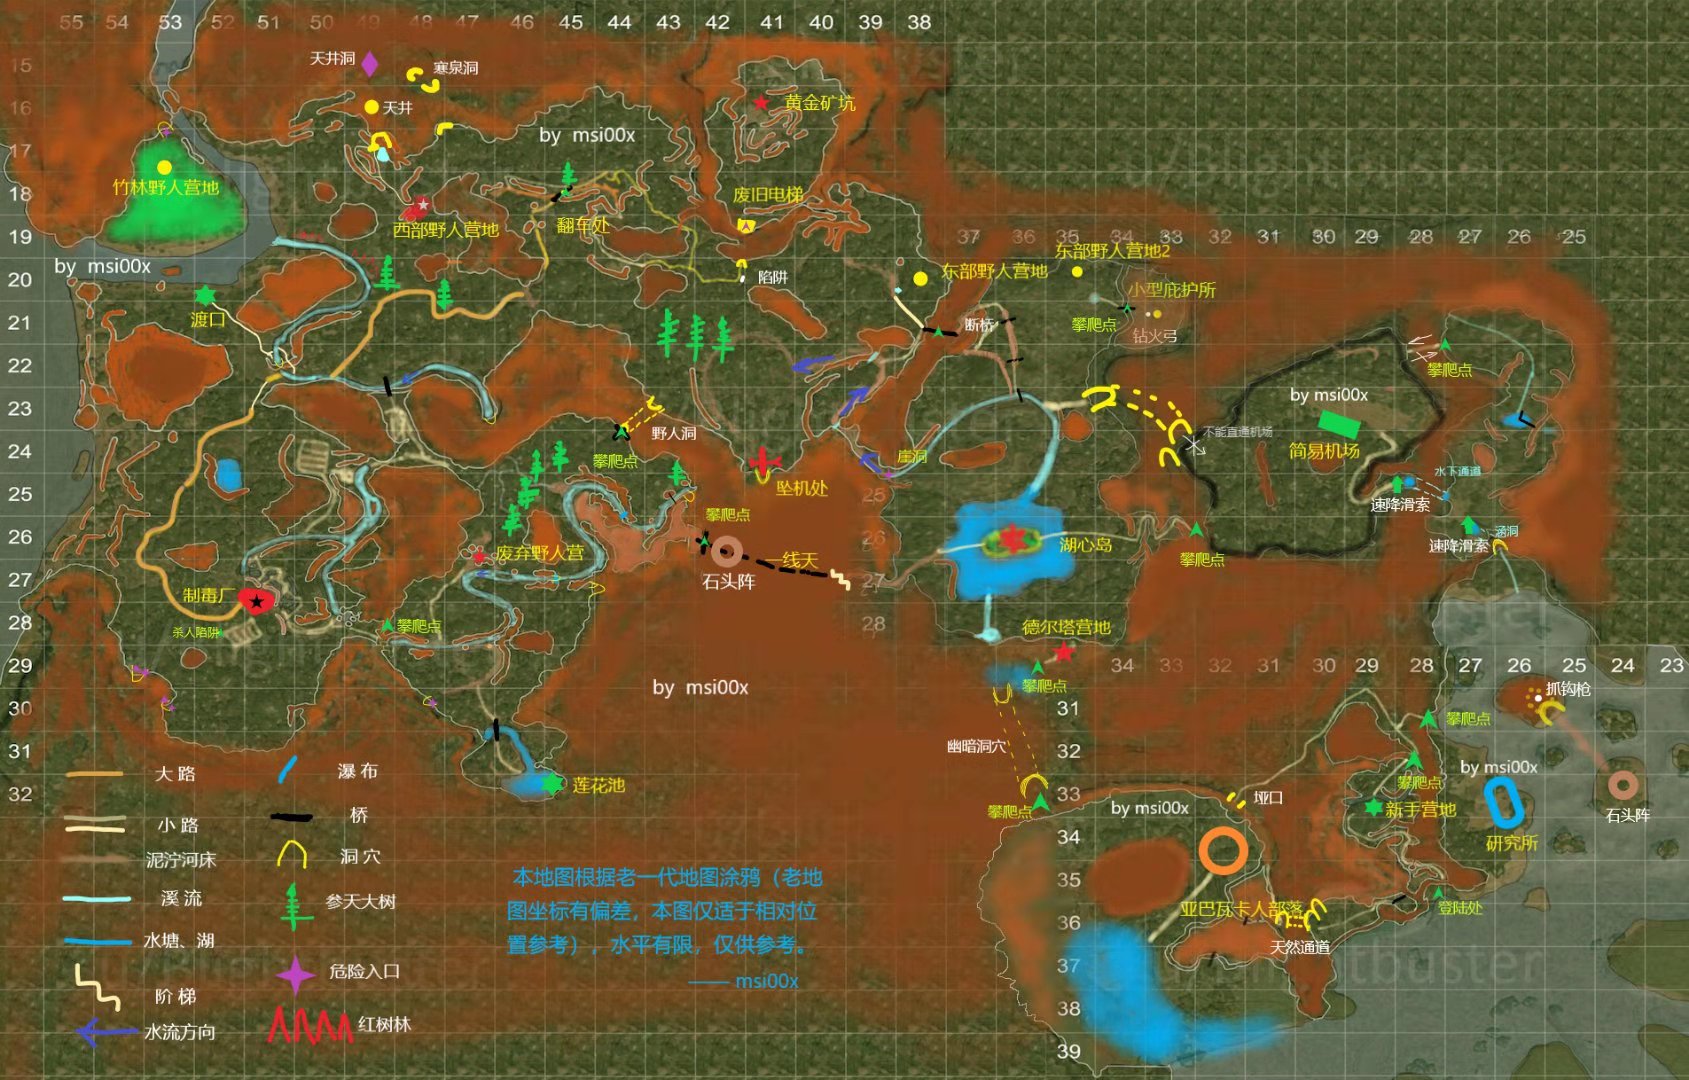 55 54 53 52 51 50 49 48 47 46 45 44 43 42 41 40 39 38
天井洞
寒泉洞
15
黄金矿坑
天井
16
by msi00x
17
竹林野人营地
18
废旧电梯
西部野人营地
翻车处
19
37 36 35 34 33 32 31 30 29 28 27 26 25
东部野人营地2
by msi00x
东部野人营地
陷阱
20
小型庇护所
渡口
攀爬点
断桥
21
钻火弓
22
攀爬点
by msi00x
23
野人洞
不能直通机场
24
攀爬点
崖洞
简易机场
水下通道
坠机处
25
25
速降滑索
攀爬点
涵洞
26
26
废弃野人营
湖心岛
速降滑索
一线天
攀爬点
27
27
石头阵
制毒厂
28
28
杀人陷阱
攀爬点
德尔塔营地
29
34 33 32 31 30 29 28 27 26 25 24 23
by msi00x
攀爬点
抓钩枪
30
31
攀爬点
31
幽暗洞穴
32
by msi00x
32
莲花池
攀爬点
33
垭口
攀爬点
by msi00x
新手营地
石头阵
34
研究所
35
亚巴瓦卡人部落
登陆处
36
天然通道
37
tbuster
38
39
大路
瀑布
小路
桥
泥泞河床
洞穴
溪流
参天大树
水塘、湖
危险入口
阶梯
红树林
水流方向
本地图根据老一代地图涂鸦（老地
图坐标有偏差，本图仅适于相对位
置参考），水平有限，仅供参考。
—— msi00x